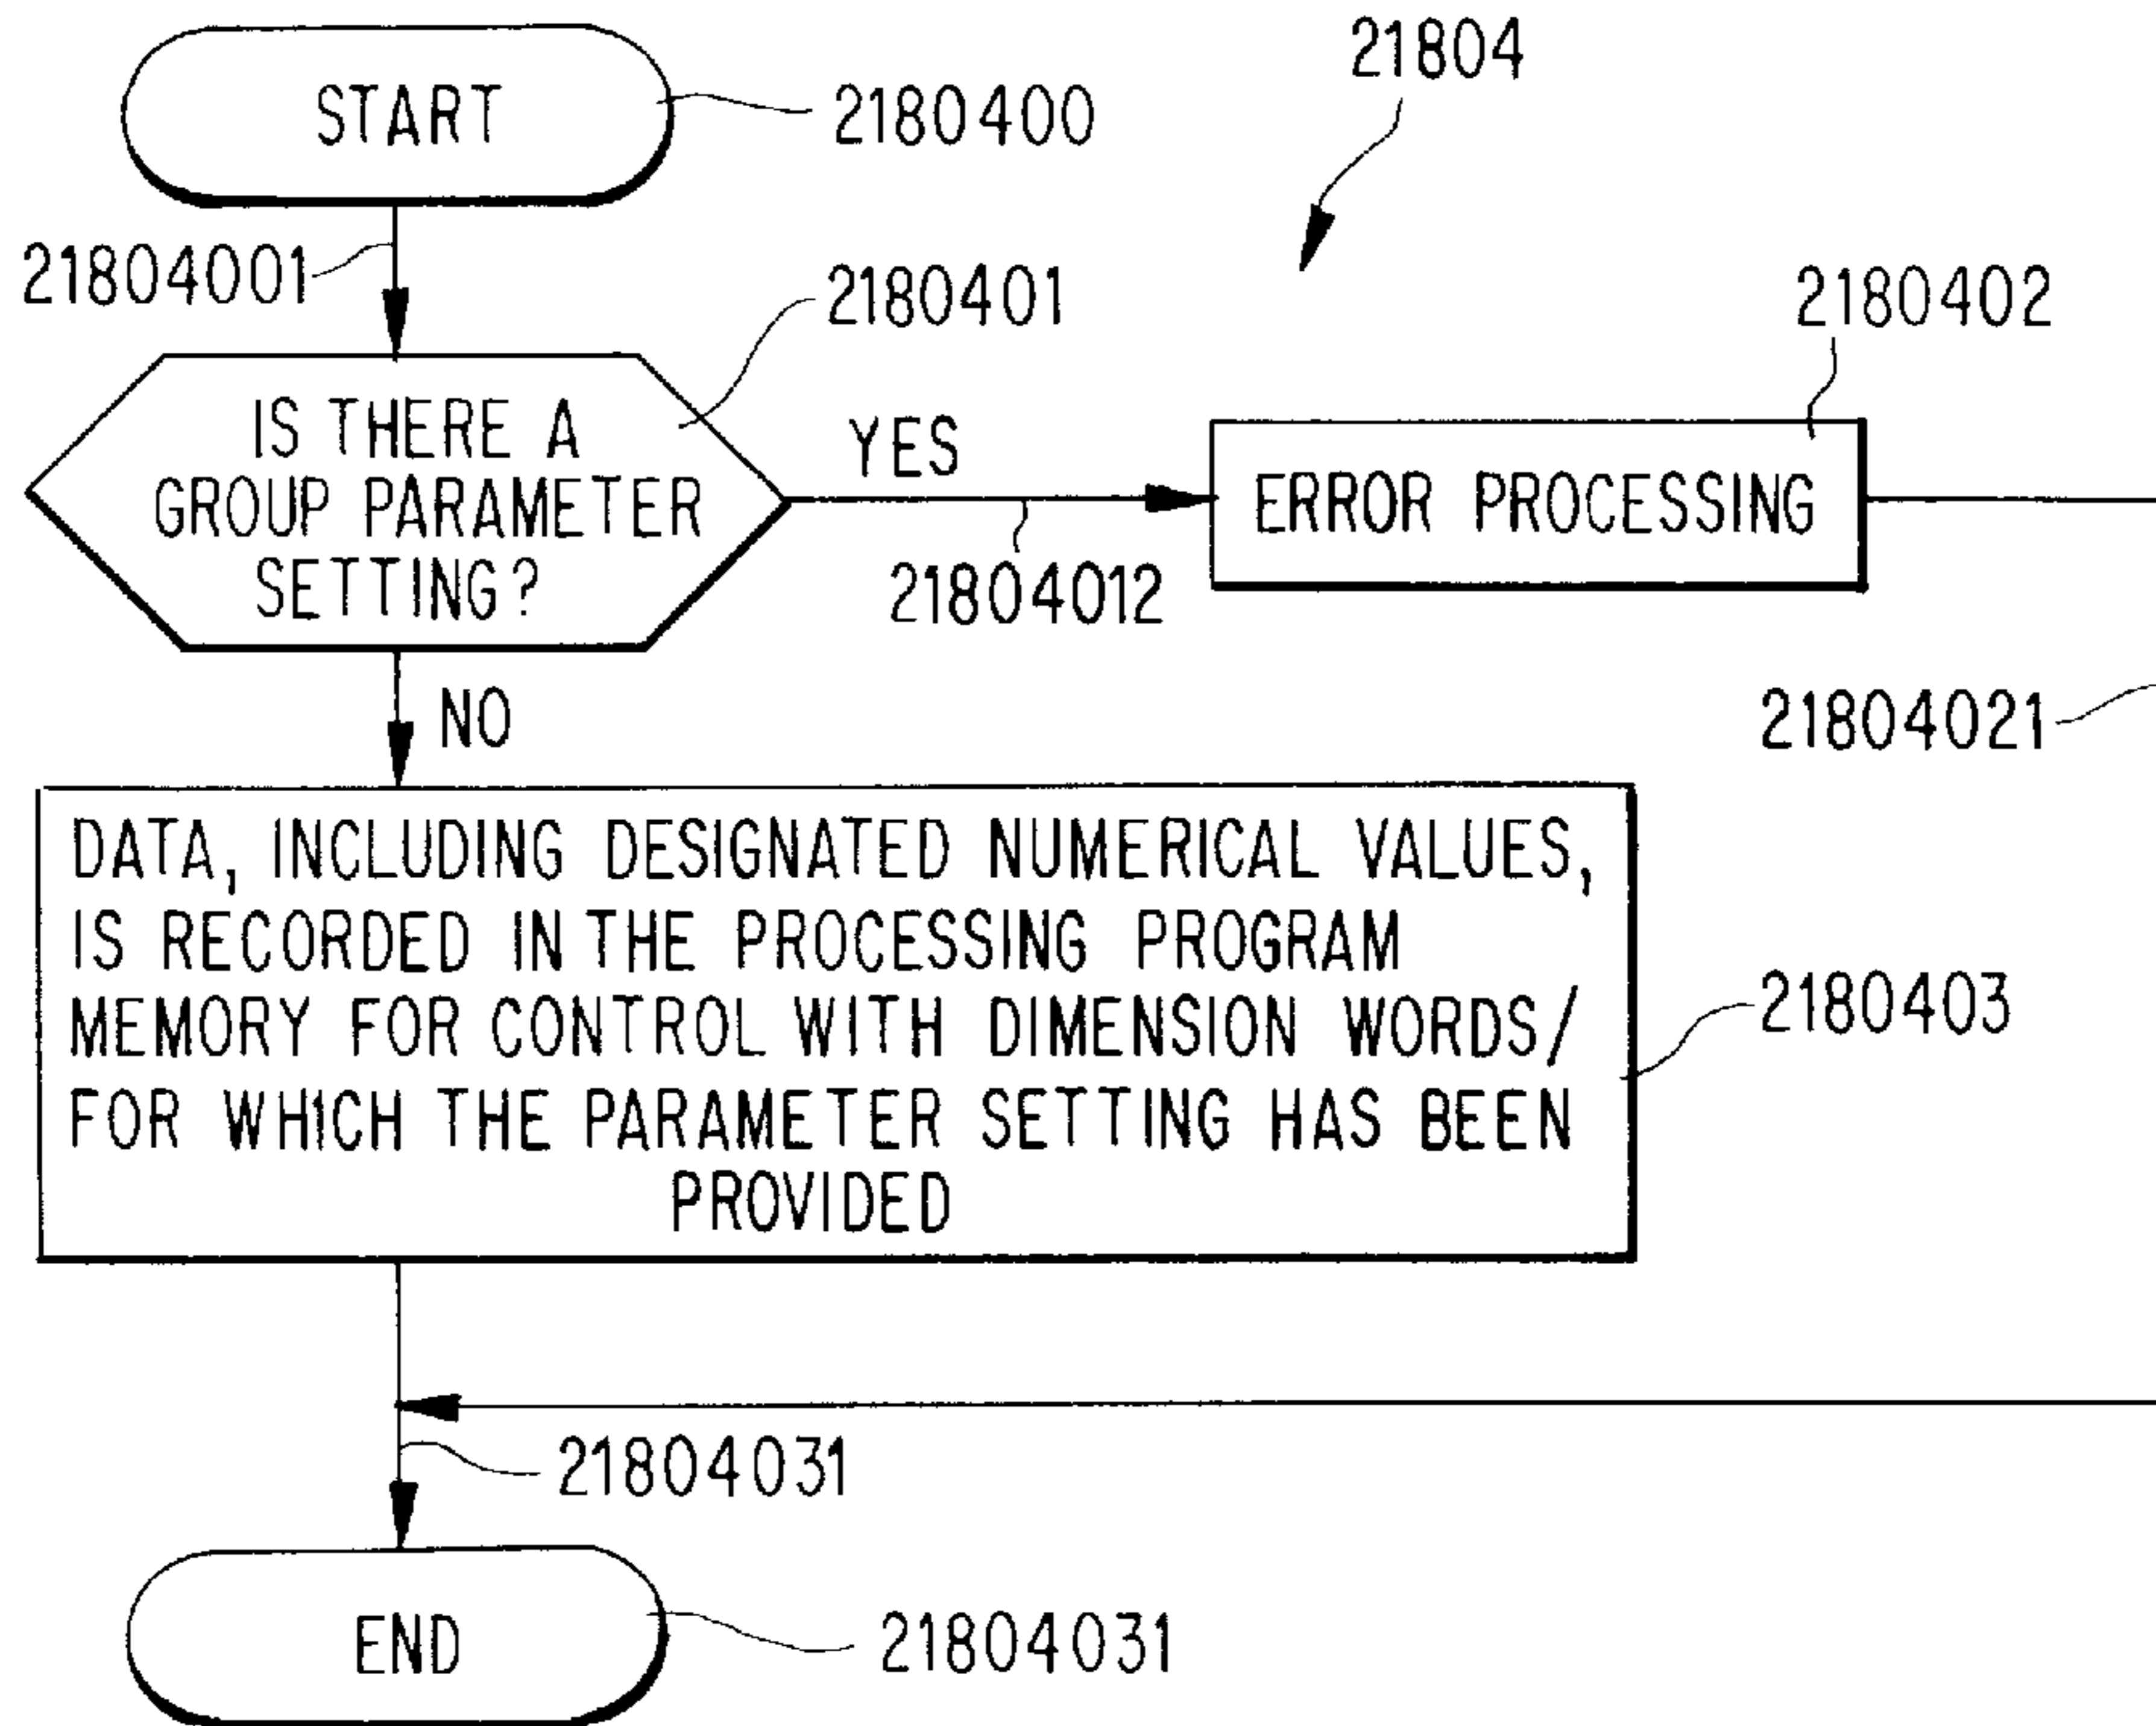 START
2180400
21804
21804001
2180401
2180402
IS THERE A
GROUP PARAMETER
SETTING?
YES
21804012
ERROR PROCESSING
21804021
NO
DATA, INCLUDING DESIGNATED NUMERICAL VALUES,
IS RECORDED IN THE PROCESSING PROGRAM
MEMORY FOR CONTROL WITH DIMENSION WORDS/
FOR WHICH THE PARAMETER SETTING HAS BEEN
PROVIDED
2180403
21804031
END
21804031